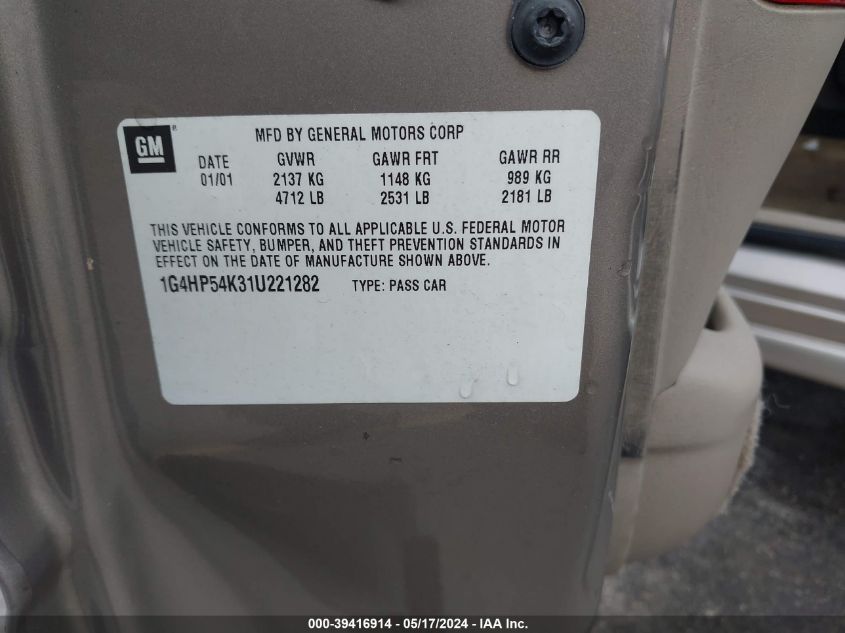 GM ®
MFD BY GENERAL MOTORS CORP
DATE GVWR GAWR FRT GAWR RR
01/01 2137 KG 1148 KG 989 KG
4712 LB 2531 LB 2181 LB
THIS VEHICLE CONFORMS TO ALL APPLICABLE U.S. FEDERAL MOTOR
VEHICLE SAFETY, BUMPER, AND THEFT PREVENTION STANDARDS IN
EFFECT ON THE DATE OF MANUFACTURE SHOWN ABOVE.
1G4HP54K31U221282 TYPE: PASS CAR
000-39416914 - 05/17/2024 - IAA Inc.